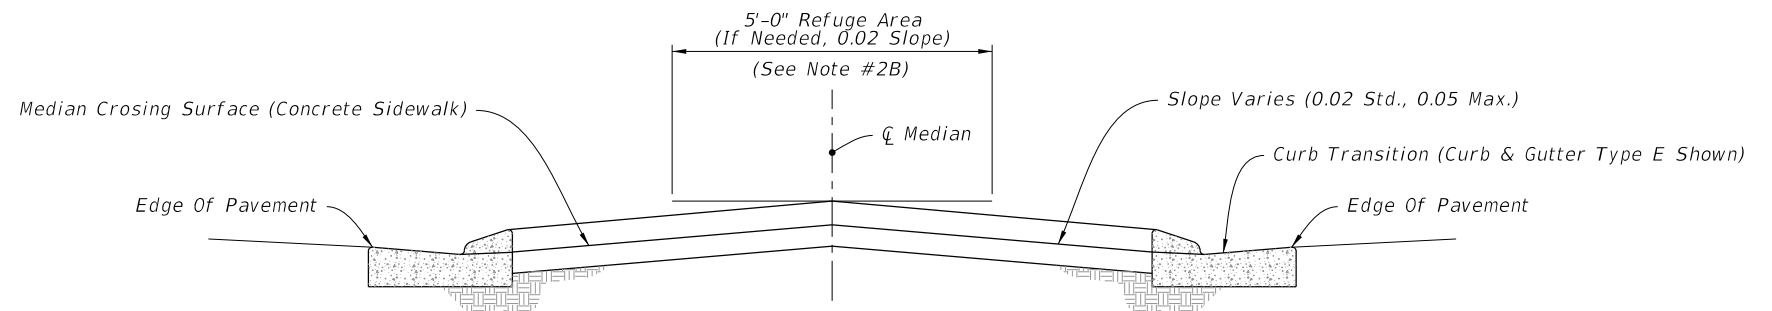 5'-0" Refuge Area
(If Needed, 0.02 Slope)
(See Note #2B)
Median Crosing Surface (Concrete Sidewalk)
Slope Varies (0.02 Std., 0.05 Max.)
℄ Median
Curb Transition (Curb & Gutter Type E Shown)
Edge Of Pavement
Edge Of Pavement